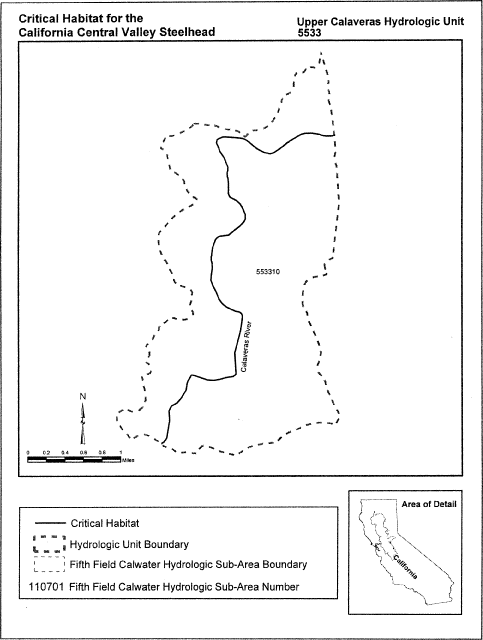 Critical Habitat for the
California Central Valley Steelhead
Upper Calaveras Hydrologic Unit
5533
553310
Calaveras River
N
0 0.2 0.4 0.6 0.8 1
Miles
Critical Habitat
Hydrologic Unit Boundary
Fifth Field Calwater Hydrologic Sub-Area Boundary
110701 Fifth Field Calwater Hydrologic Sub-Area Number
Area of Detail
California